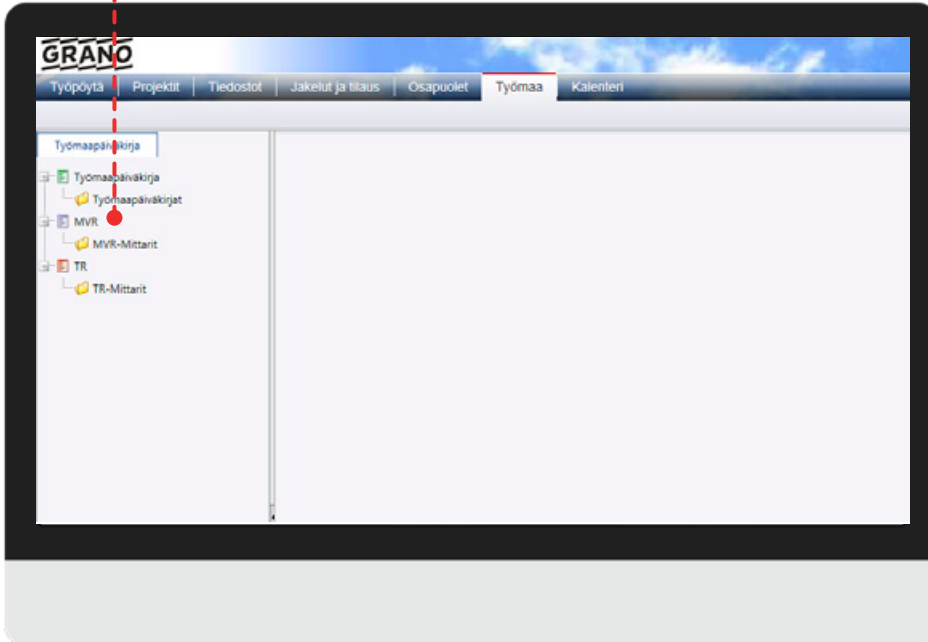 GRANO
Työpöytä Projektit Tiedostot Jakelut ja tilaus Osapuolet Työmaa Kalenteri
Työmaapäiväkirja
Työmaapäiväkirja
Työmaapäiväkirjat
MVR
MVR-Mittarit
TR
TR-Mittarit